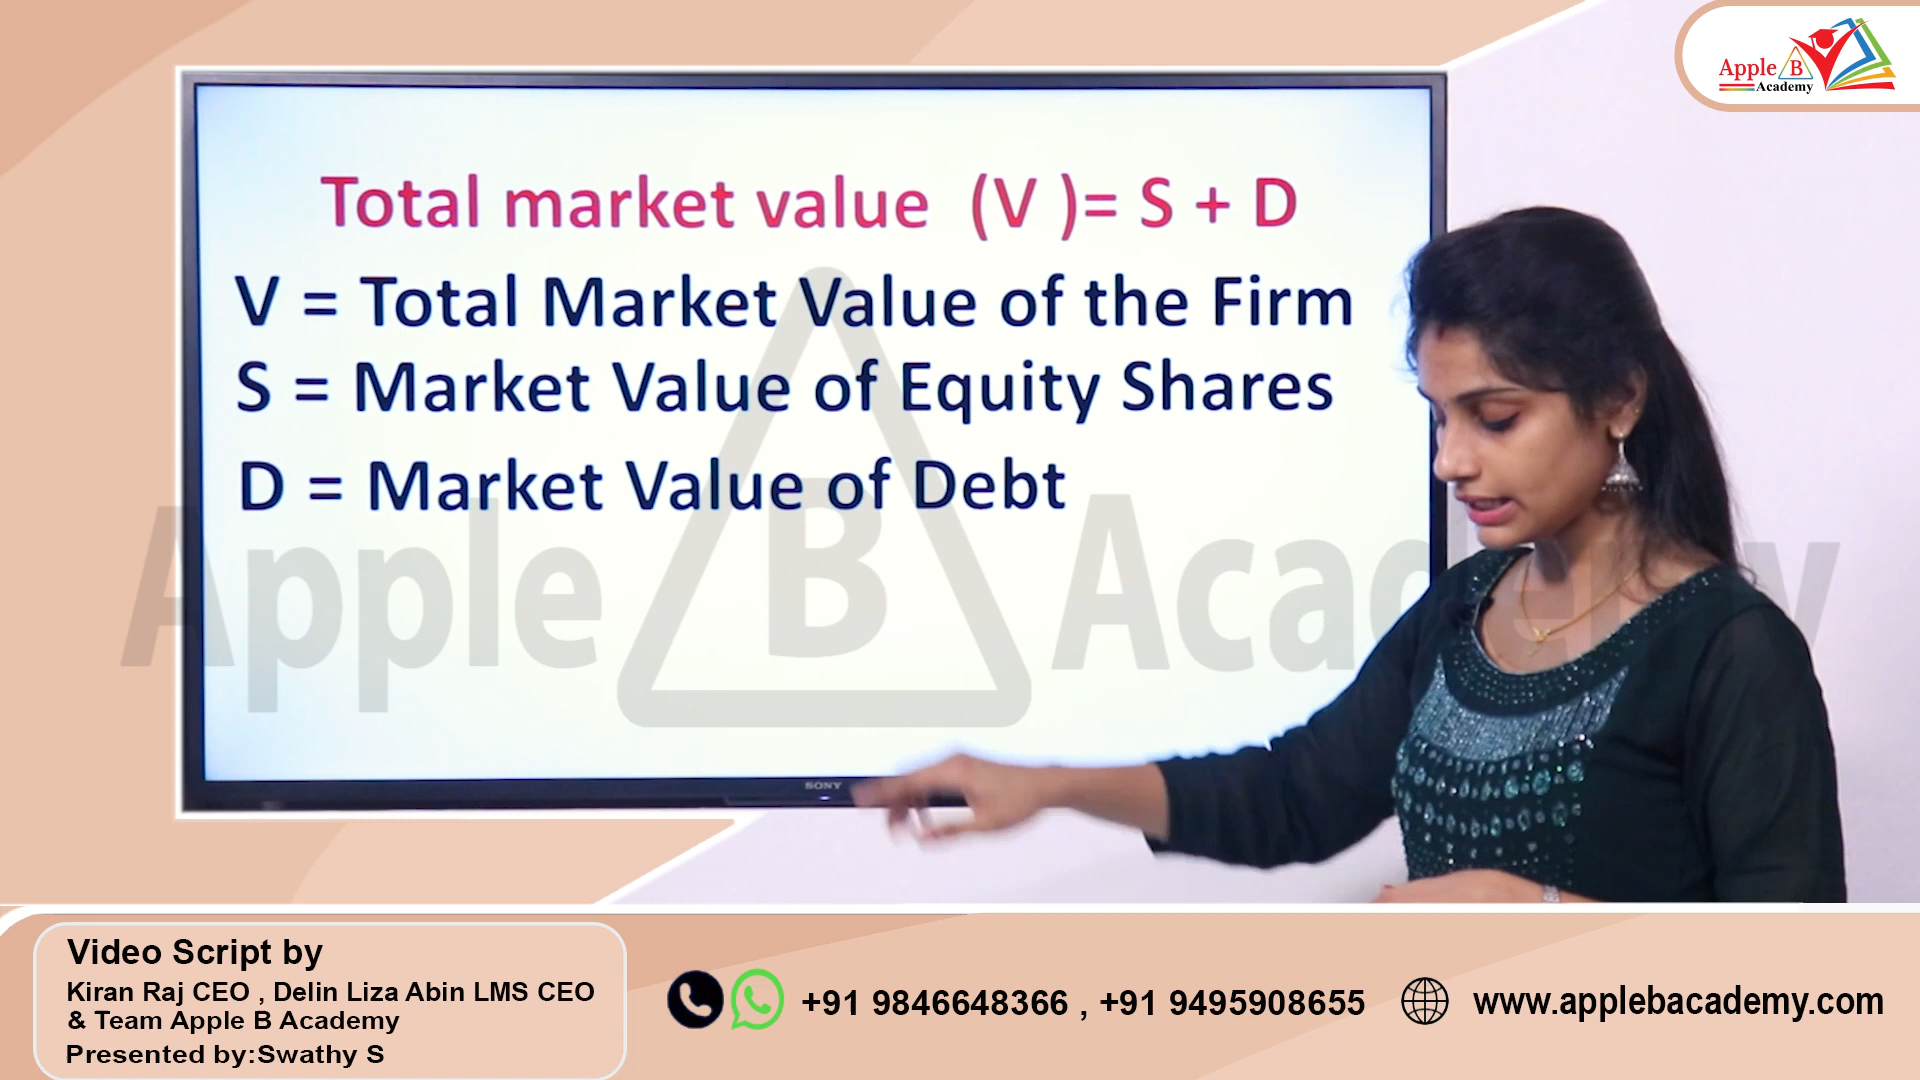 Apple B
Academy
Total market value (V )= S + D
V = Total Market Value of the Firm
S = Market Value of Equity Shares
D = Market Value of Debt
Apple B Academy
SONY
Video Script by
Kiran Raj CEO , Delin Liza Abin LMS CEO
& Team Apple B Academy
Presented by:Swathy S
+91 9846648366 , +91 9495908655
www.applebacademy.com